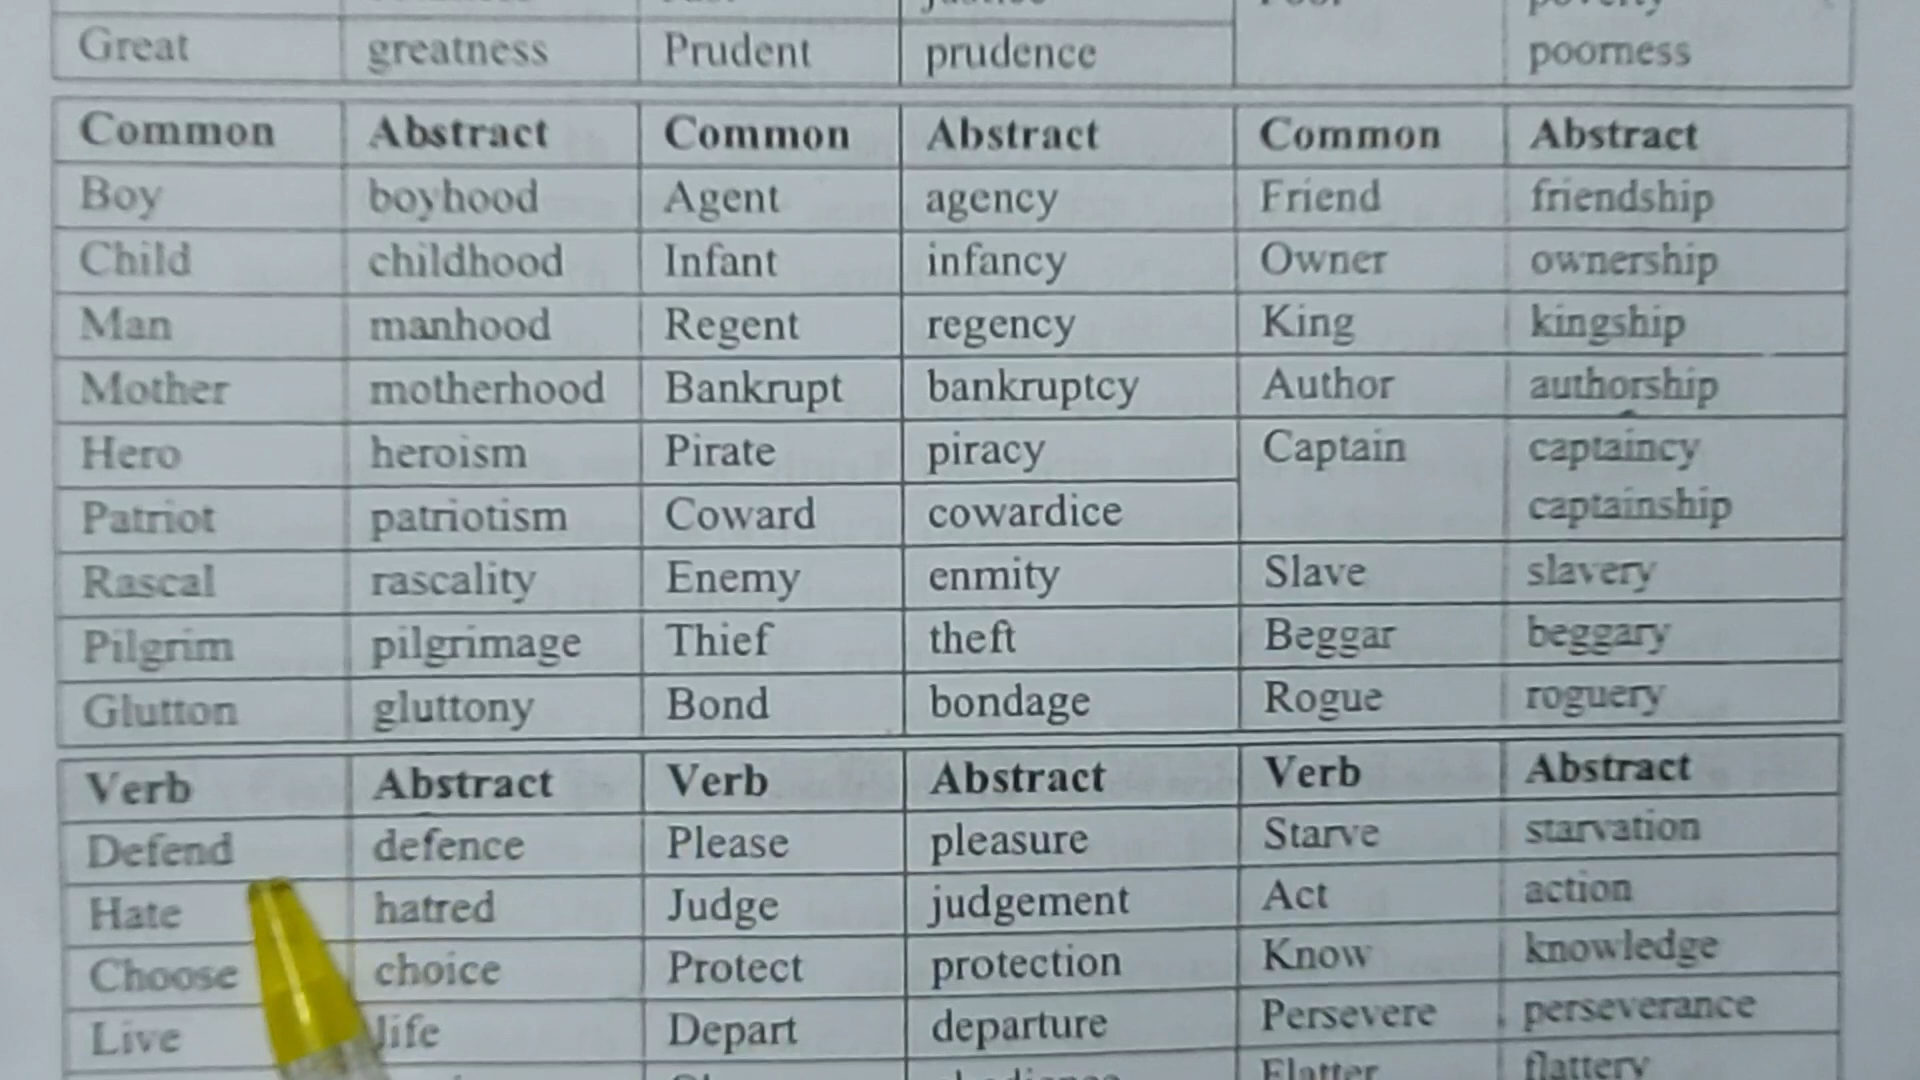 Great greatness Prudent prudence poorness
Common Abstract Common Abstract Common Abstract
Boy boyhood Agent agency Friend friendship
Child childhood Infant infancy Owner ownership
Man manhood Regent regency King kingship
Mother motherhood Bankrupt bankruptcy Author authorship
Hero heroism Pirate piracy Captain captaincy
Patriot patriotism Coward cowardice captainship
Rascal rascality Enemy enmity Slave slavery
Pilgrim pilgrimage Thief theft Beggar beggary
Glutton gluttony Bond bondage Rogue roguery
Verb Abstract Verb Abstract Verb Abstract
Defend defence Please pleasure Starve starvation
Hate hatred Judge judgement Act action
Choose choice Protect protection Know knowledge
Live life Depart departure Persevere perseverance
Flatter flattery